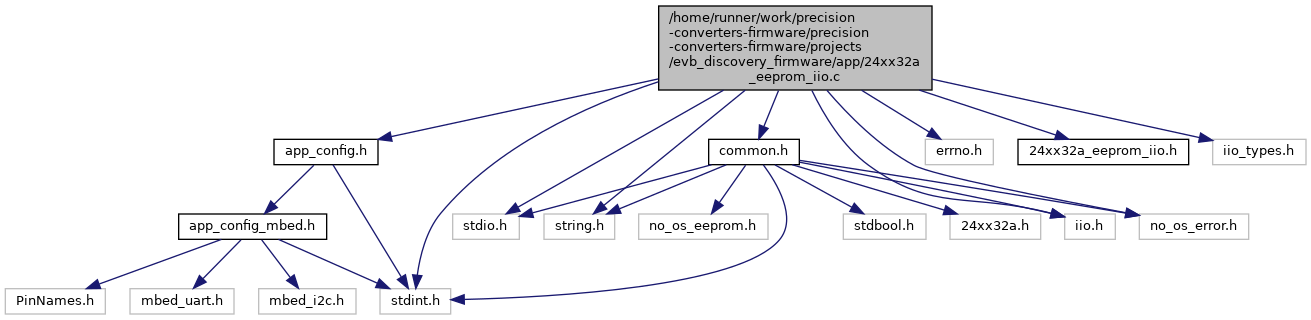 /home/runner/work/precision
-converters-firmware/precision
-converters-firmware/projects
/evb_discovery_firmware/app/24xx32a
_eeprom_iio.c
app_config.h
common.h
errno.h
24xx32a_eeprom_iio.h
iio_types.h
app_config_mbed.h
stdio.h
string.h
no_os_eeprom.h
stdbool.h
24xx32a.h
iio.h
no_os_error.h
PinNames.h
mbed_uart.h
mbed_i2c.h
stdint.h